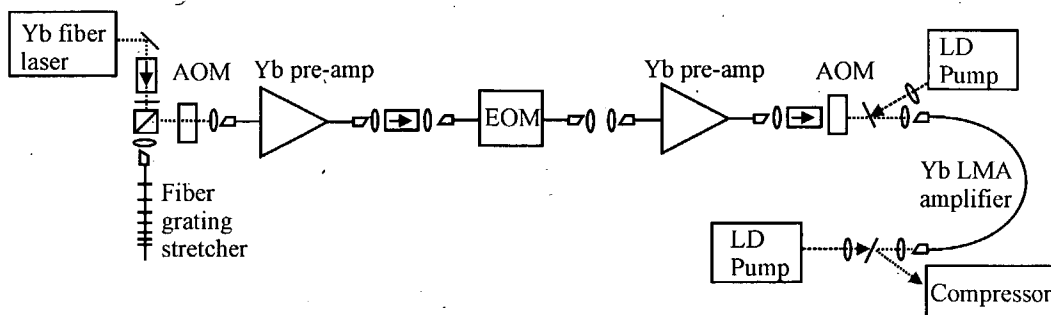 Yb fiber
laser
AOM
Yb pre-amp
EOM
Yb pre-amp
AOM
LD
Pump
Fiber
grating
stretcher
Yb LMA
amplifier
LD
Pump
Compressor